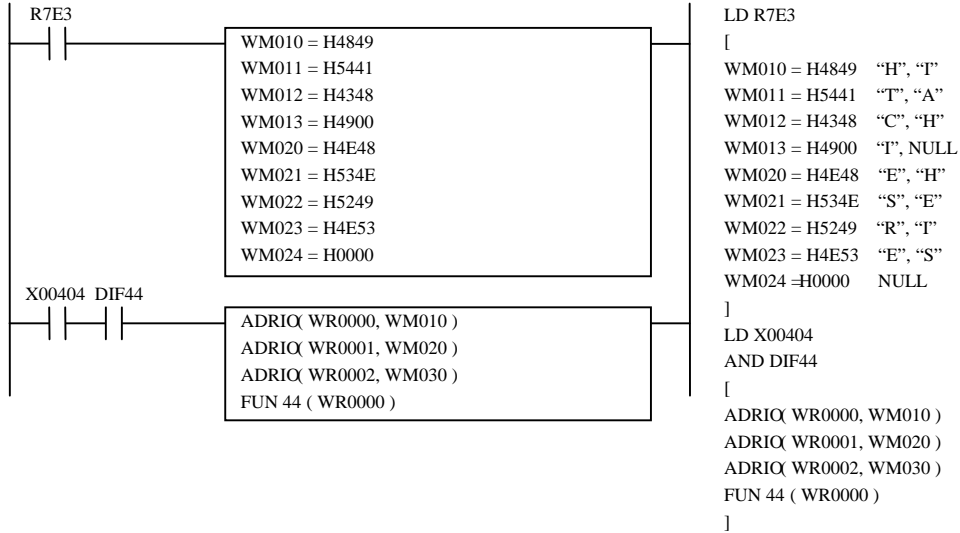 R7E3
WM010 = H4849
WM011 = H5441
WM012 = H4348
WM013 = H4900
WM020 = H4E48
WM021 = H534E
WM022 = H5249
WM023 = H4E53
WM024 = H0000
X00404 DIF44
ADRIO( WR0000, WM010 )
ADRIO( WR0001, WM020 )
ADRIO( WR0002, WM030 )
FUN 44 ( WR0000 )
LD R7E3
[
WM010 = H4849 “H”, “I”
WM011 = H5441 “T”, “A”
WM012 = H4348 “C”, “H”
WM013 = H4900 “I”, NULL
WM020 = H4E48 “E”, “H”
WM021 = H534E “S”, “E”
WM022 = H5249 “R”, “I”
WM023 = H4E53 “E”, “S”
WM024 =H0000 NULL
]
LD X00404
AND DIF44
[
ADRIO( WR0000, WM010 )
ADRIO( WR0001, WM020 )
ADRIO( WR0002, WM030 )
FUN 44 ( WR0000 )
]